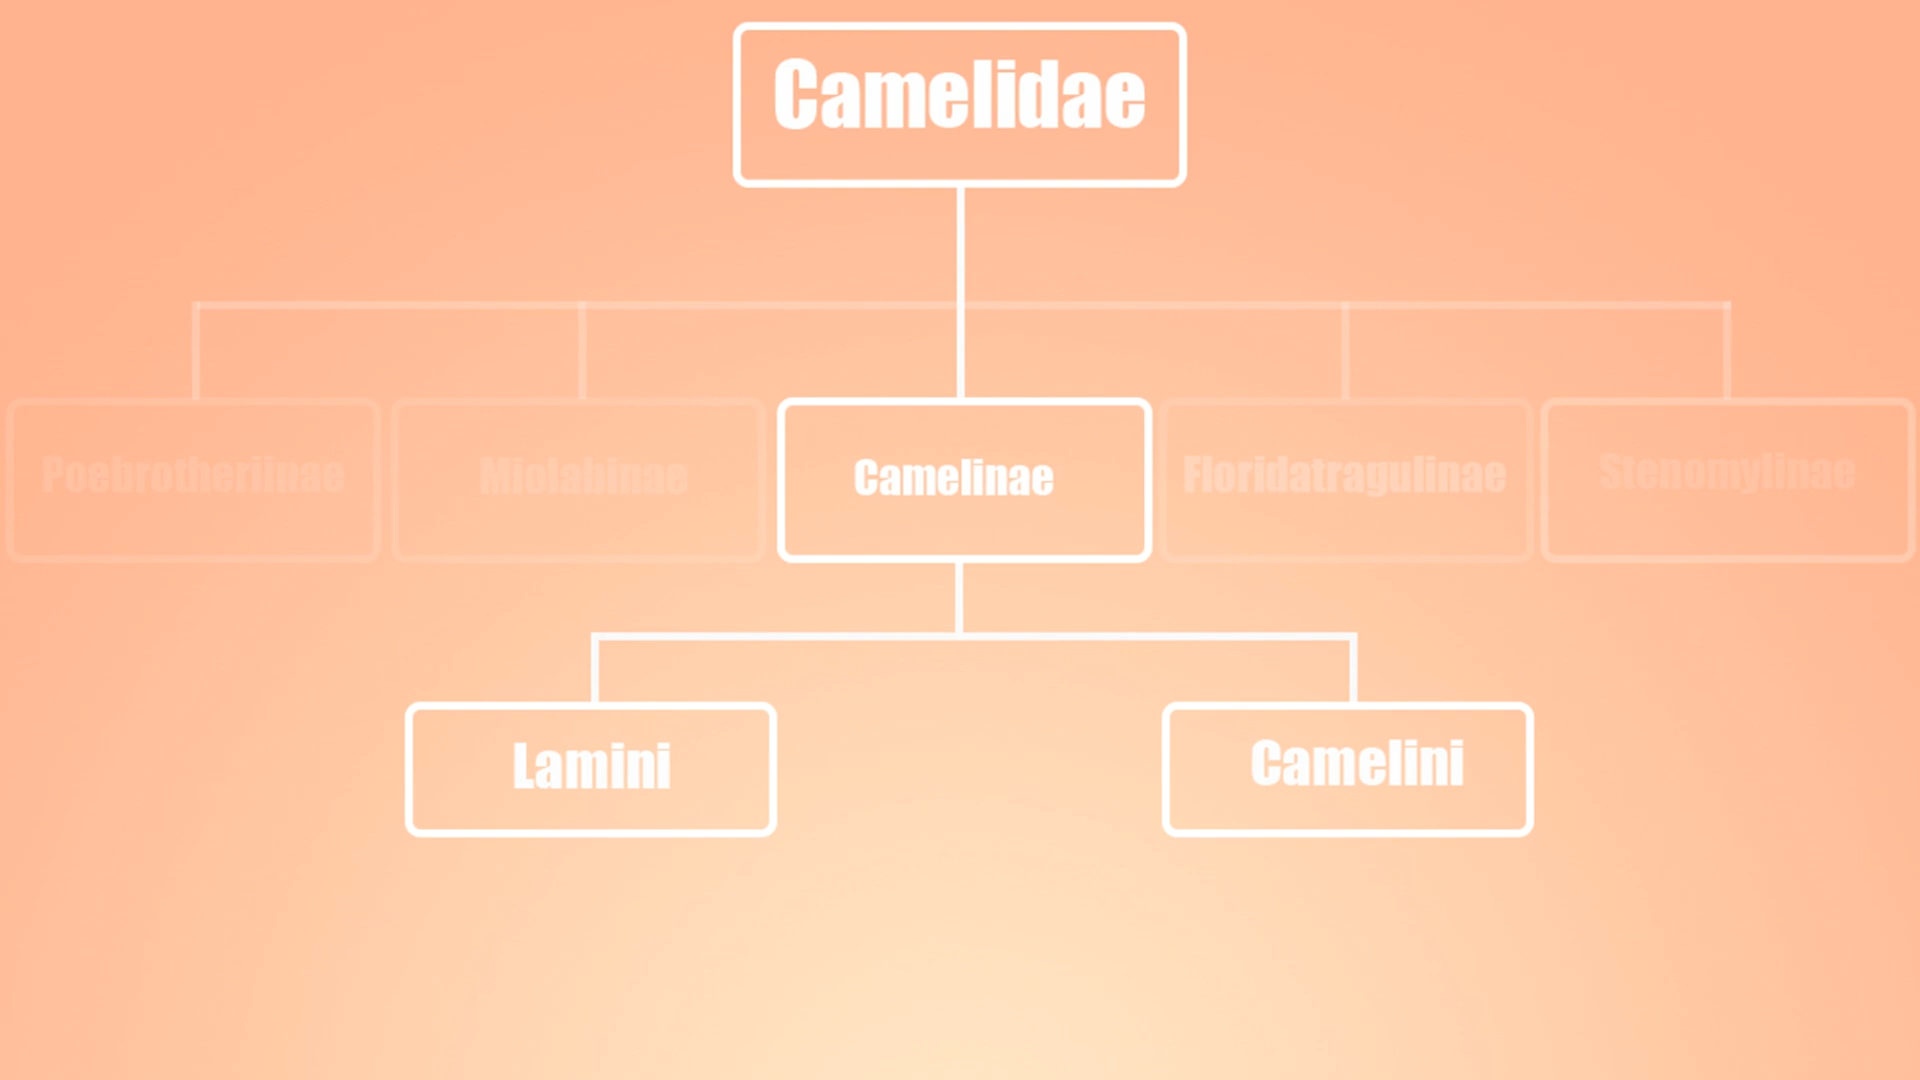 Camelidae
Poebrotheriinae
Miolabinae
Camelinae
Floridatragulinae
Stenomylinae
Lamini
Camelini